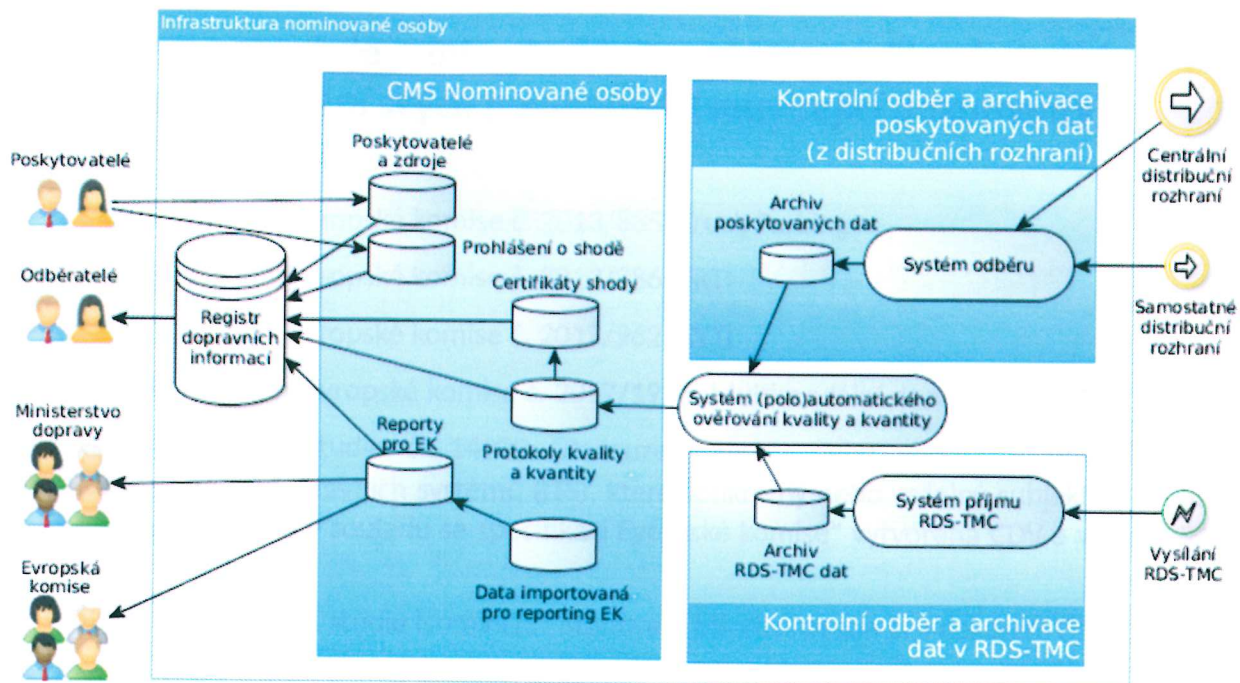 Infrastruktura nominované osoby
CMS Nominované osoby
Kontrolní odběr a archivace
poskytovaných dat
(z distribučních rozhraní)
Poskytovatelé
Poskytovatelé
a zdroje
Centrální
distribuční
rozhraní
Archiv
poskytovaných dat
Prohlášení o shodě
Systém odběru
Odběratelé
Certifikáty shody
Samostatné
distribuční
rozhraní
Registr
dopravních
informací
Systém (polo)automatického
ověřování kvality a kvantity
Ministerstvo
dopravy
Reporty
pro EK
Protokoly kvality
a kvantity
Systém příjmu
RDS-TMC
Archiv
RDS-TMC dat
Vysílání
RDS-TMC
Evropská
komise
Data importovaná
pro reporting EK
Kontrolní odběr a archivace
dat v RDS-TMC